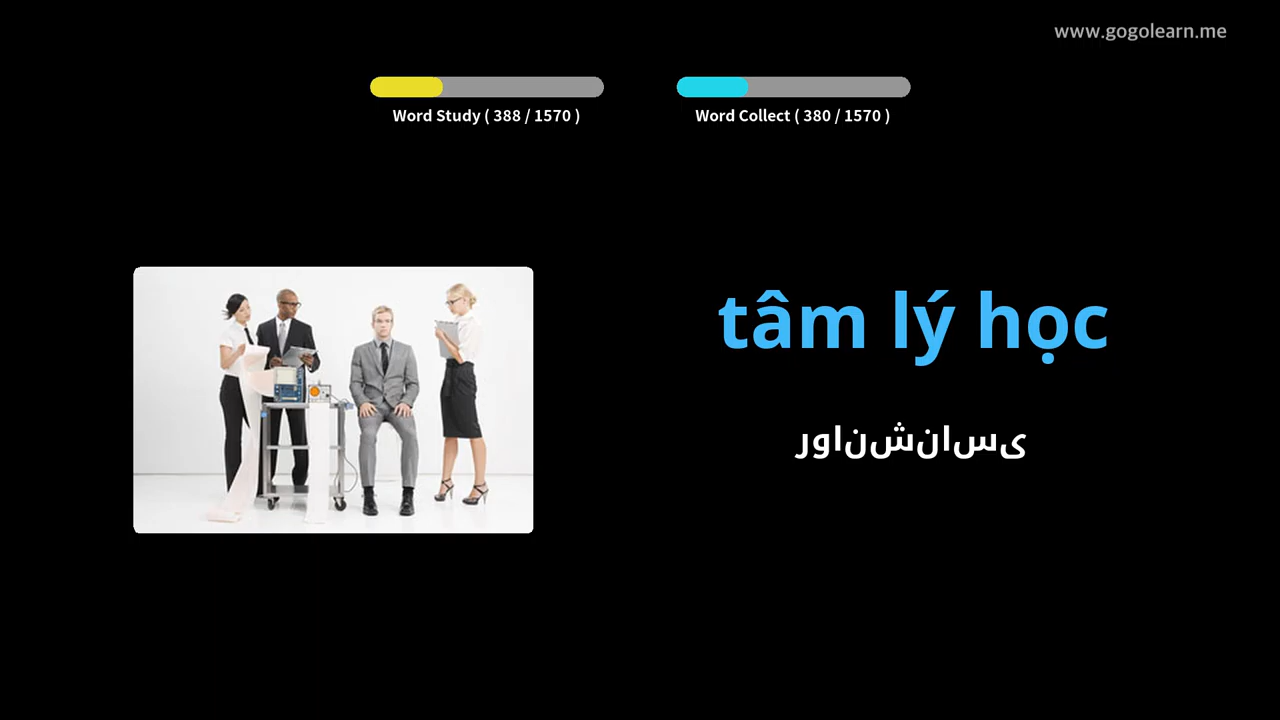 www.gogolearn.me
Word Study ( 388 / 1570 )
Word Collect ( 380 / 1570 )
tâm lý học
روانشناسی